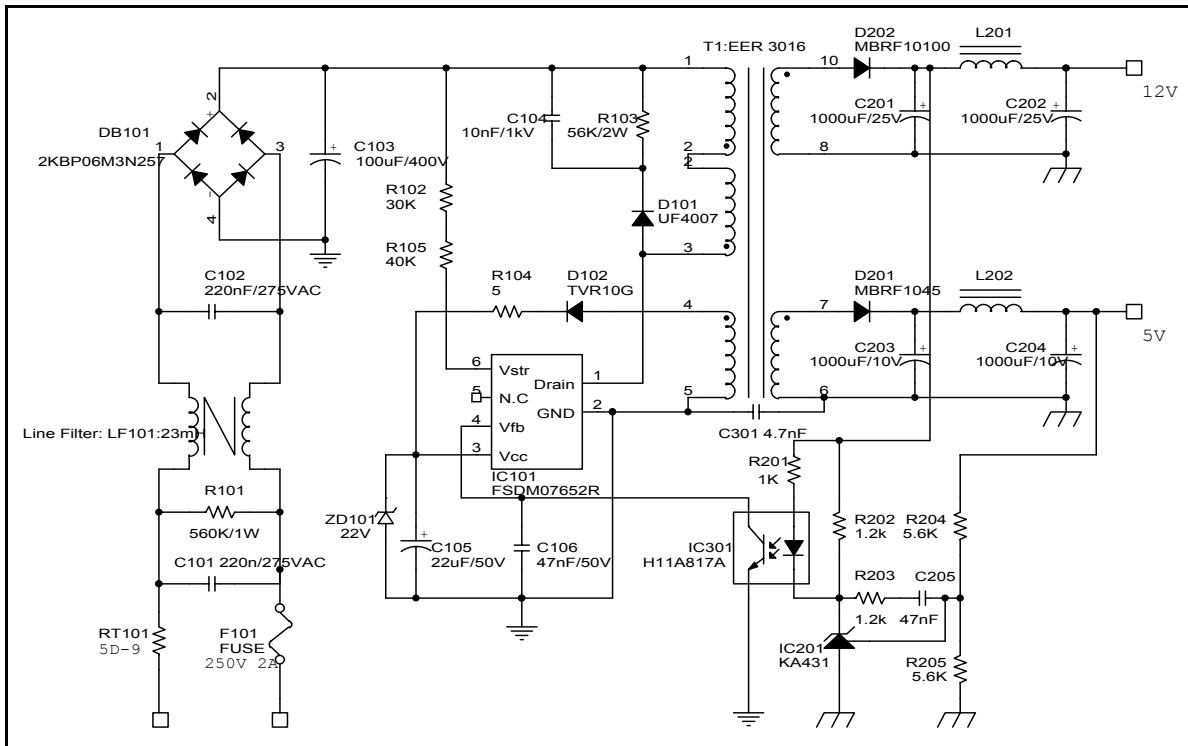 T1:EER 3016
D202
MBRF10100
L201
1
10
12V
2
C104
10nF/1kV
R103
56K/2W
C201
1000uF/25V
C202
1000uF/25V
DB101
+
1
3
2KBP06M3N257
-
4
+
C103
100uF/400V
2
2
8
R102
30K
D101
UF4007
R105
40K
3
C102
220nF/275VAC
R104
5
D102
TVR10G
4
7
D201
MBRF1045
L202
5V
C203
1000uF/10V
C204
1000uF/10V
6
Vstr
Drain
1
5
N.C
GND
2
4
Vfb
3
Vcc
5
6
C301 4.7nF
Line Filter: LF101:23m
IC101
FSDM07652R
R201
1K
R101
560K/1W
ZD101
22V
C105
22uF/50V
C106
47nF/50V
IC301
H11A817A
R202
1.2k
R204
5.6K
C101 220n/275VAC
R203
1.2k
C205
47nF
RT101
5D-9
F101
FUSE
250V 2A
IC201
KA431
R205
5.6K